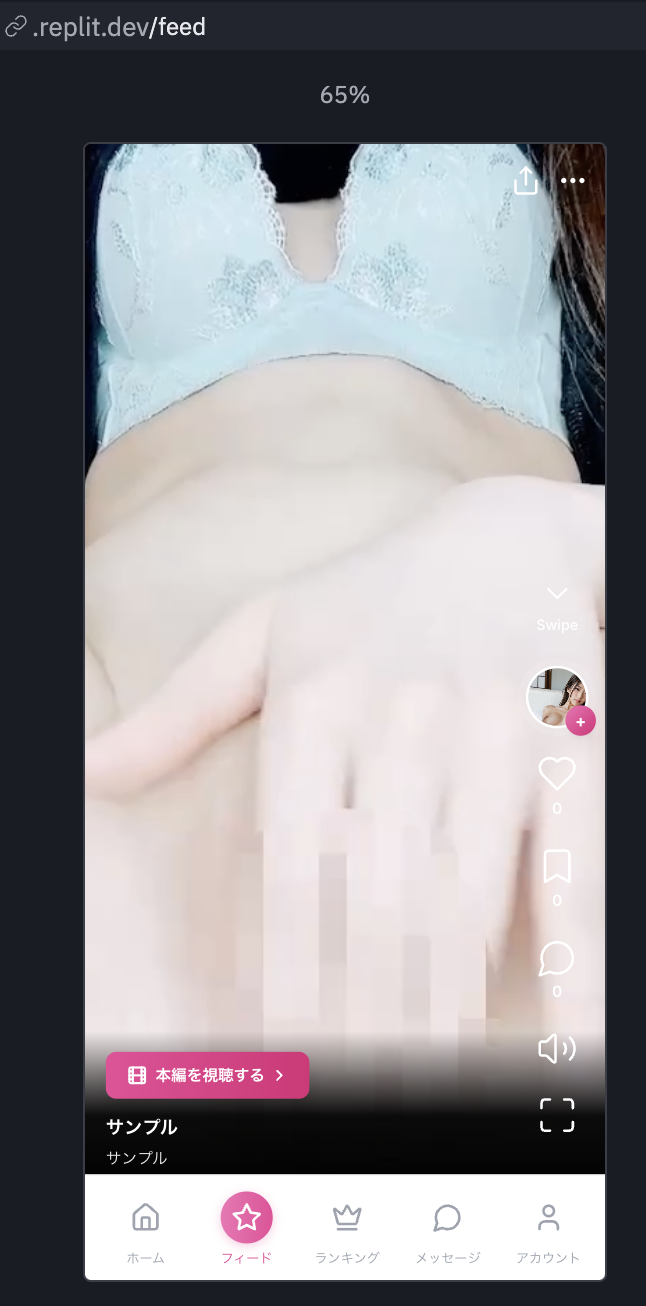 .replit.dev/feed
65%
Swipe
0
0
0
本編を視聴する
サンプル
サンプル
ホーム
フィード
ランキング
メッセージ
アカウント